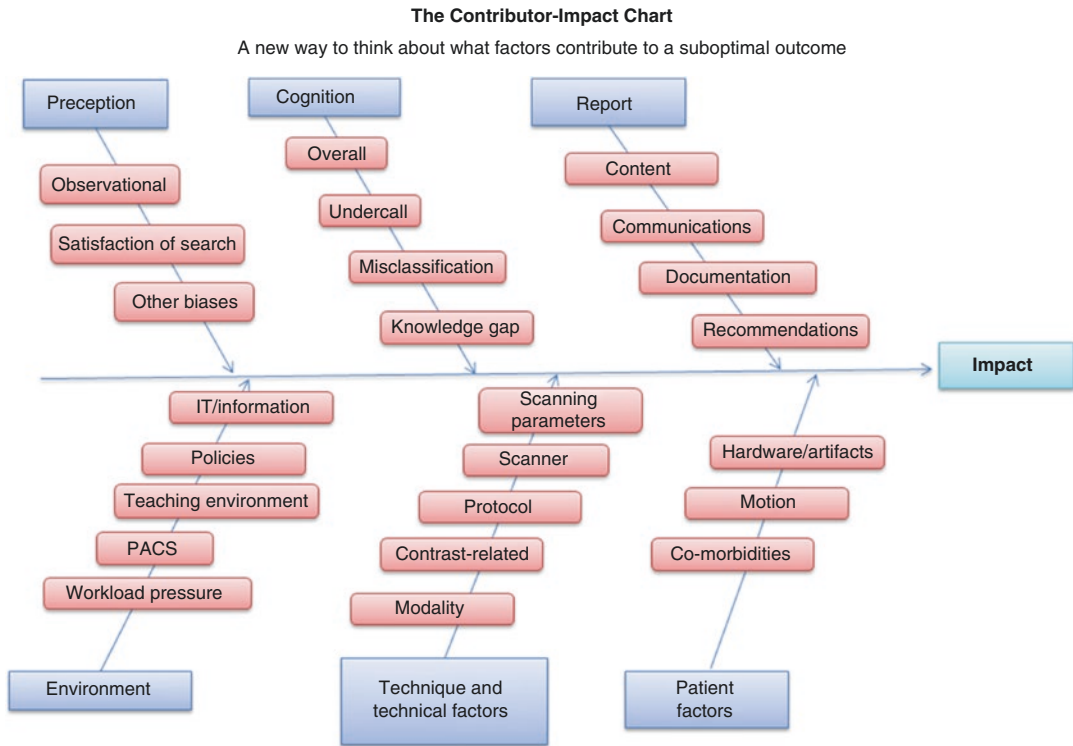 The Contributor-Impact Chart
A new way to think about what factors contribute to a suboptimal outcome
Preception
Observational
Satisfaction of search
Other biases
Cognition
Overall
Undercall
Misclassification
Knowledge gap
Report
Content
Communications
Documentation
Recommendations
Impact
IT/information
Policies
Teaching environment
PACS
Workload pressure
Environment
Scanning
parameters
Scanner
Protocol
Contrast-related
Modality
Technique and
technical factors
Hardware/artifacts
Motion
Co-morbidities
Patient
factors